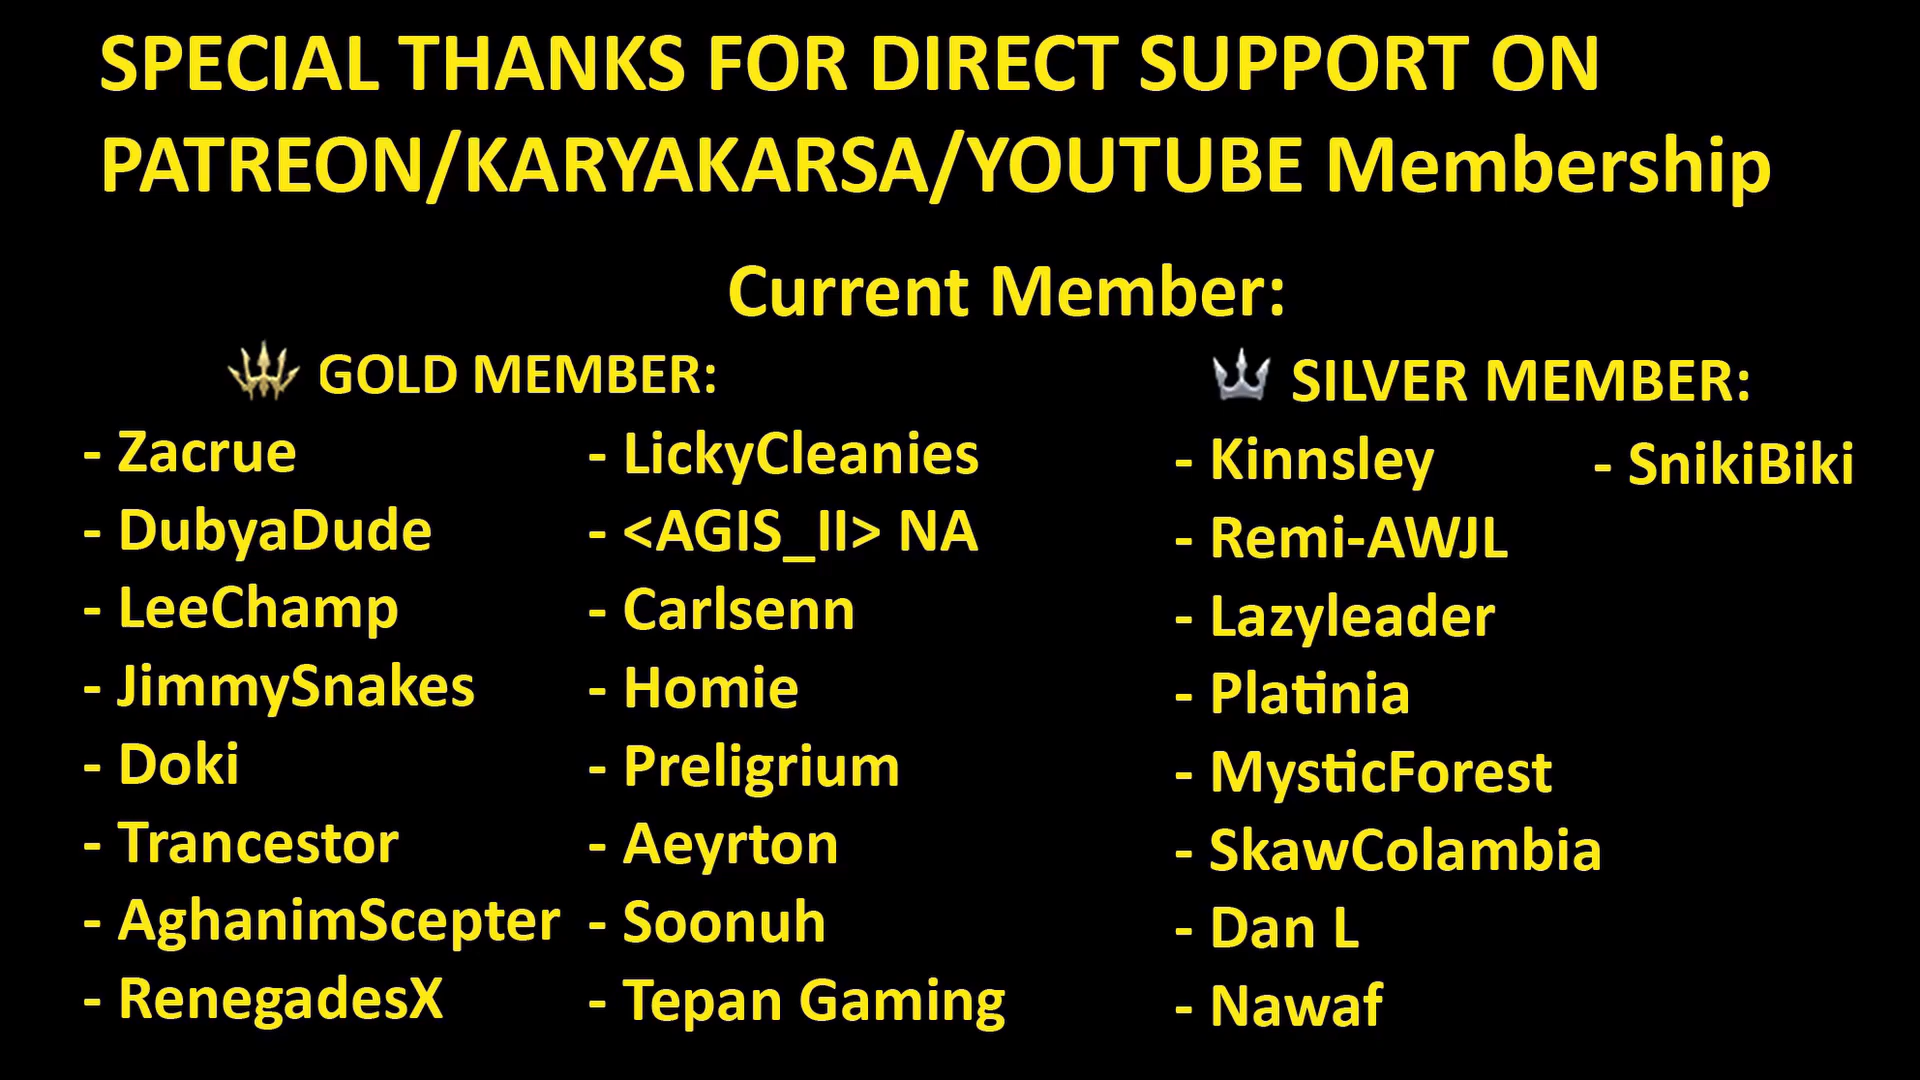 SPECIAL THANKS FOR DIRECT SUPPORT ON
PATREON/KARYAKARSA/YOUTUBE Membership
Current Member:
GOLD MEMBER:
- Zacrue
- DubyaDude
- LeeChamp
- JimmySnakes
- Doki
- Trancestor
- AghanimScepter
- RenegadesX
- LickyCleanies
- <AGIS_II> NA
- Carlsenn
- Homie
- Preligrium
- Aeyrton
- Soonuh
- Tepan Gaming
SILVER MEMBER:
- Kinnsley
- Remi-AWJL
- Lazyleader
- Platinia
- MysticForest
- SkawColambia
- Dan L
- Nawaf
- SnikiBiki